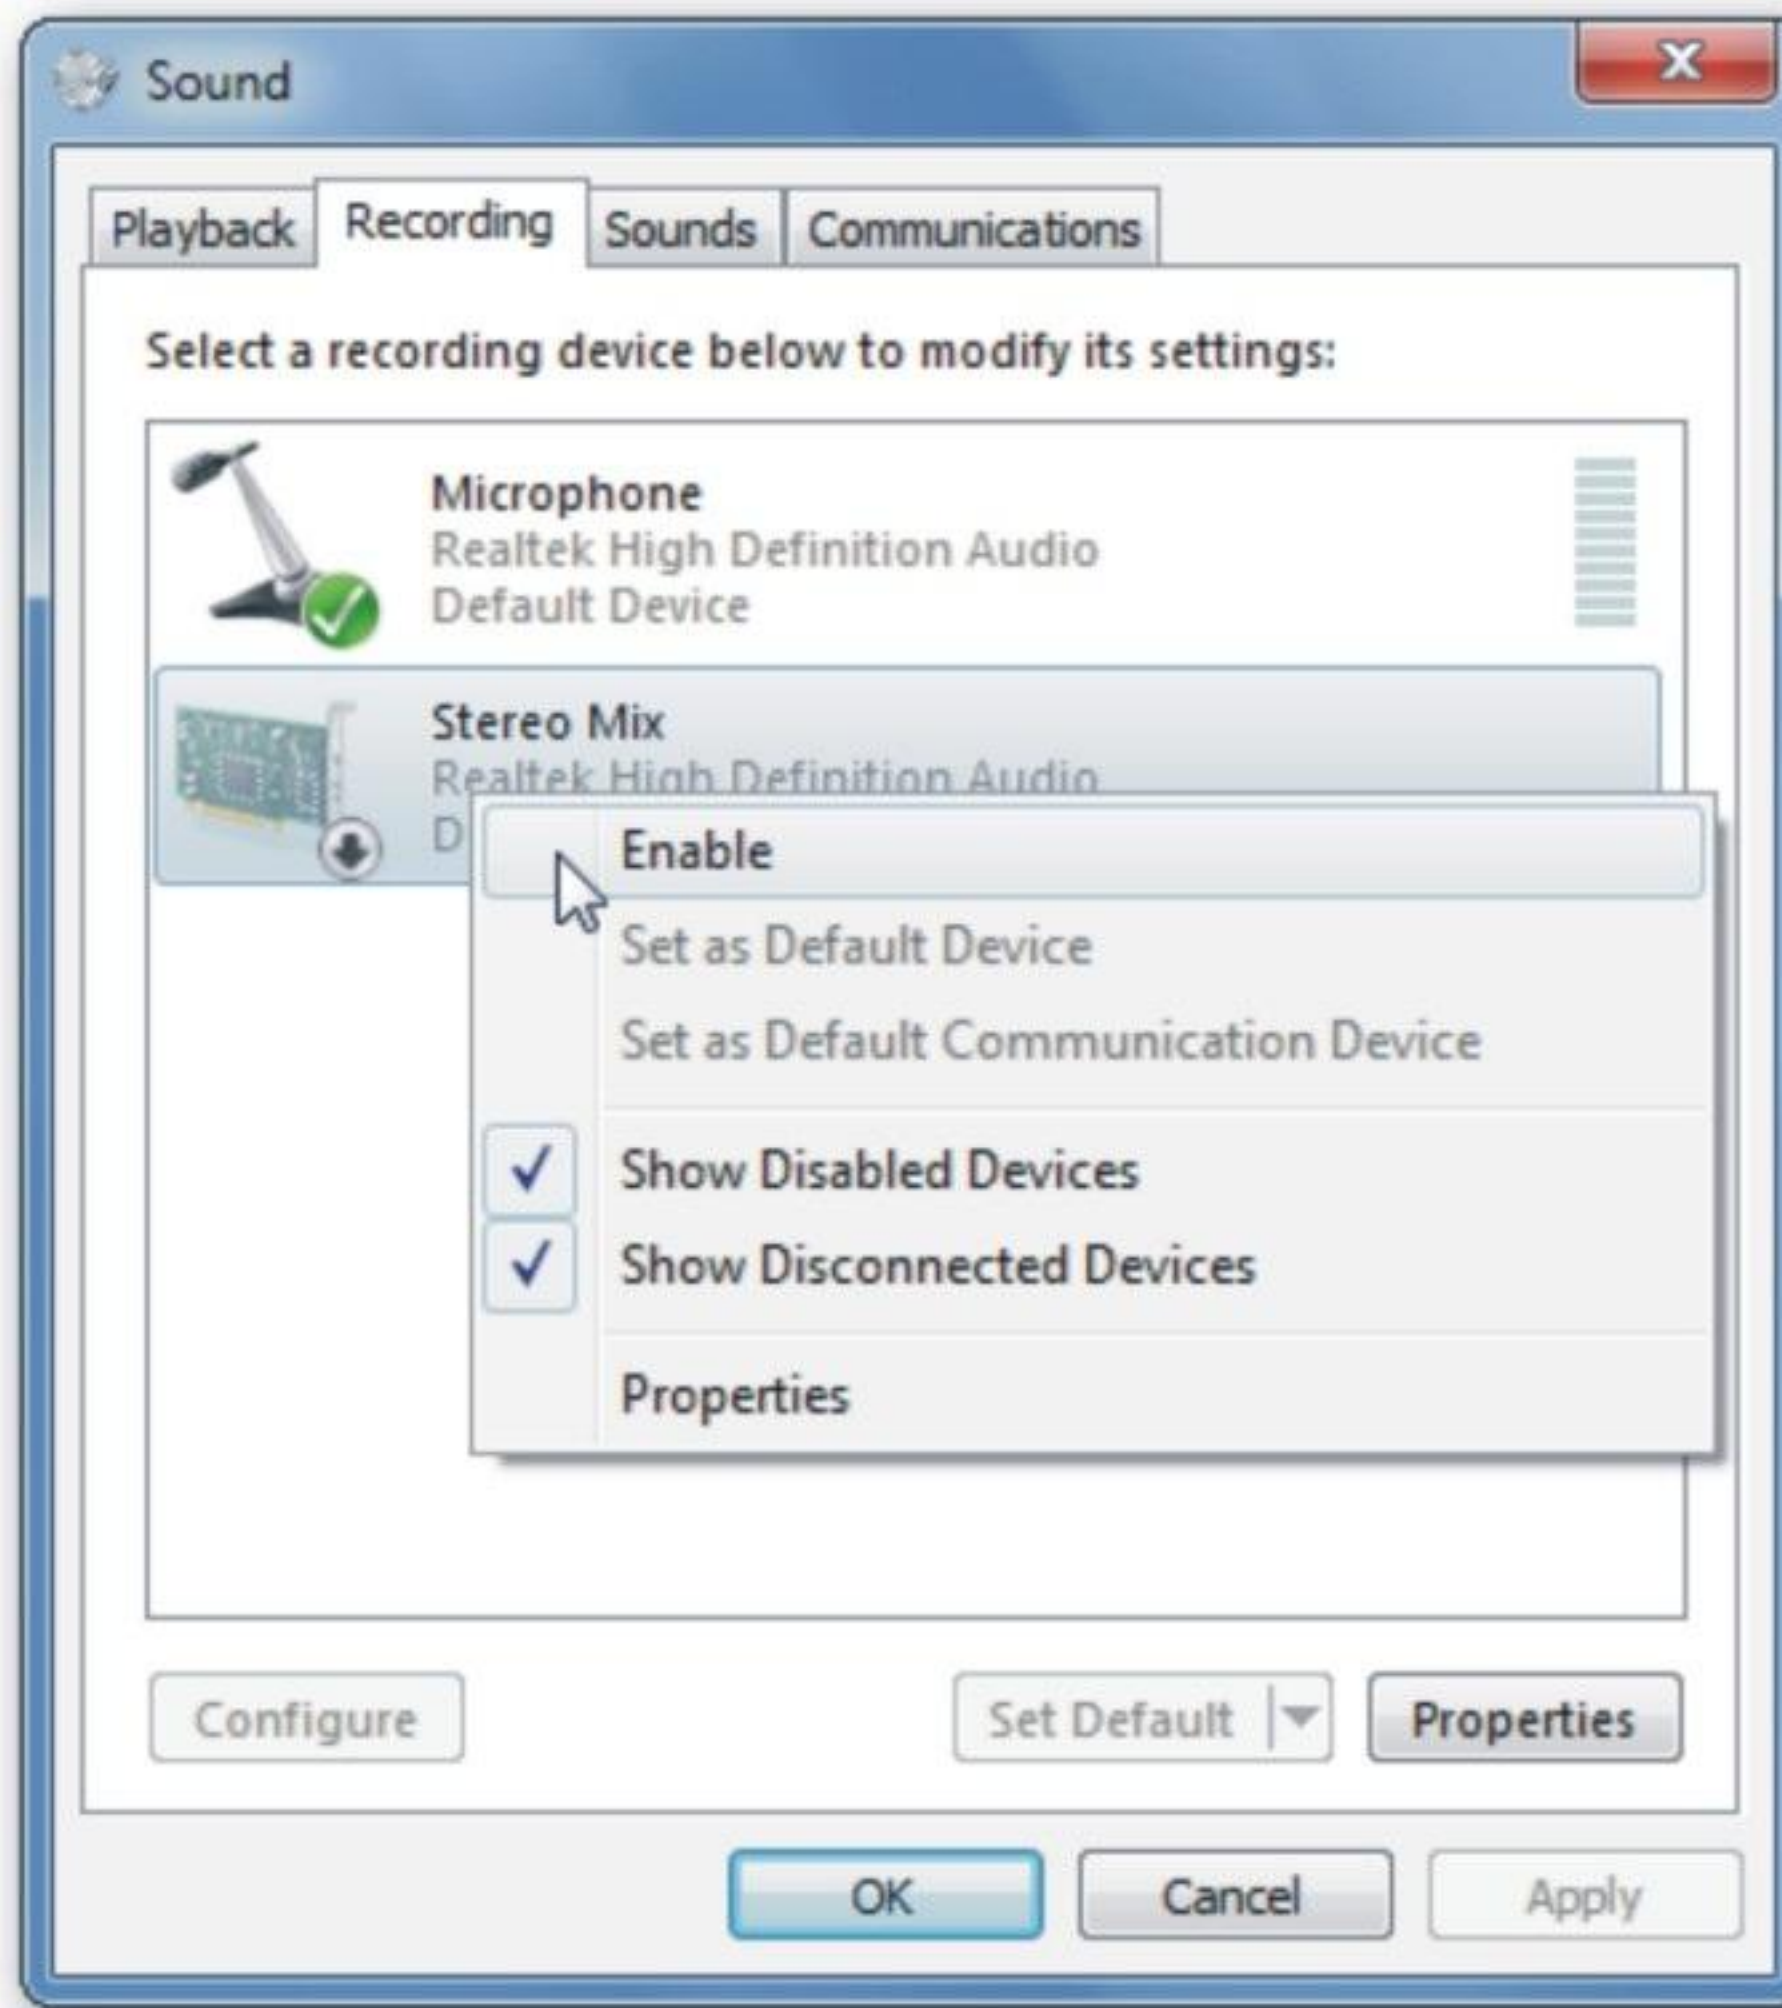 Sound
Playback
Recording
Sounds
Communications
Select a recording device below to modify its settings:
Microphone
Realtek High Definition Audio
Default Device
Stereo Mix
Realtek High Definition Audio
D
Enable
Set as Default Device
Set as Default Communication Device
Show Disabled Devices
Show Disconnected Devices
Properties
Configure
Set Default
Properties
OK
Cancel
Apply